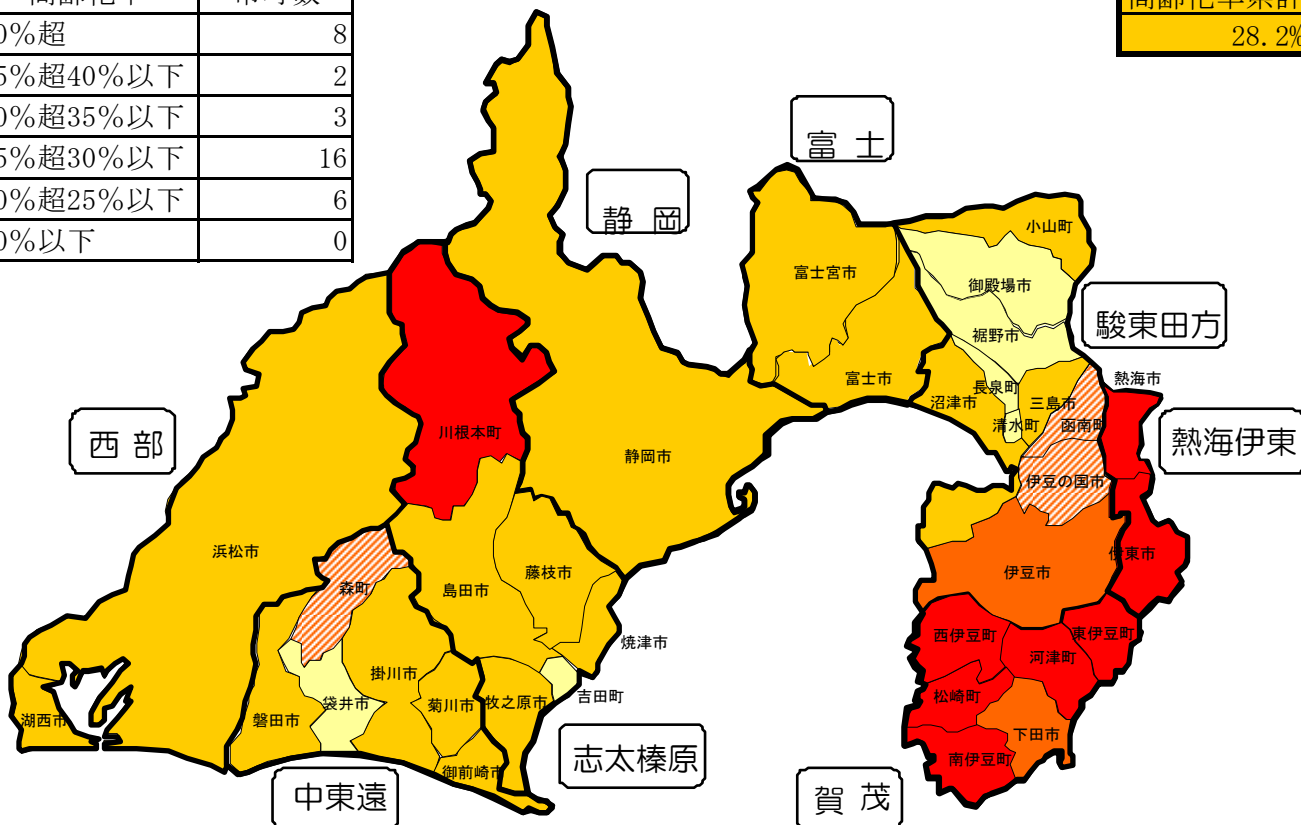 0%超 8
5%超40%以下 2
0%超35%以下 3
5%超30%以下 16
0%超25%以下 6
0%以下 0
28.2%
富 士
静 岡
小山町
富士宮市
御殿場市
駿東田方
裾野市
富士市
長泉町
熱海市
沼津市
三島市
清水町
函南町
西 部
川根本町
熱海伊東
静岡市
伊豆の国市
浜松市
伊東市
藤枝市
伊豆市
森町
島田市
焼津市
西伊豆町
東伊豆町
河津町
掛川市
吉田町
松崎町
袋井市
菊川市
牧之原市
湖西市
磐田市
下田市
志太榛原
南伊豆町
御前崎市
中東遠
賀 茂